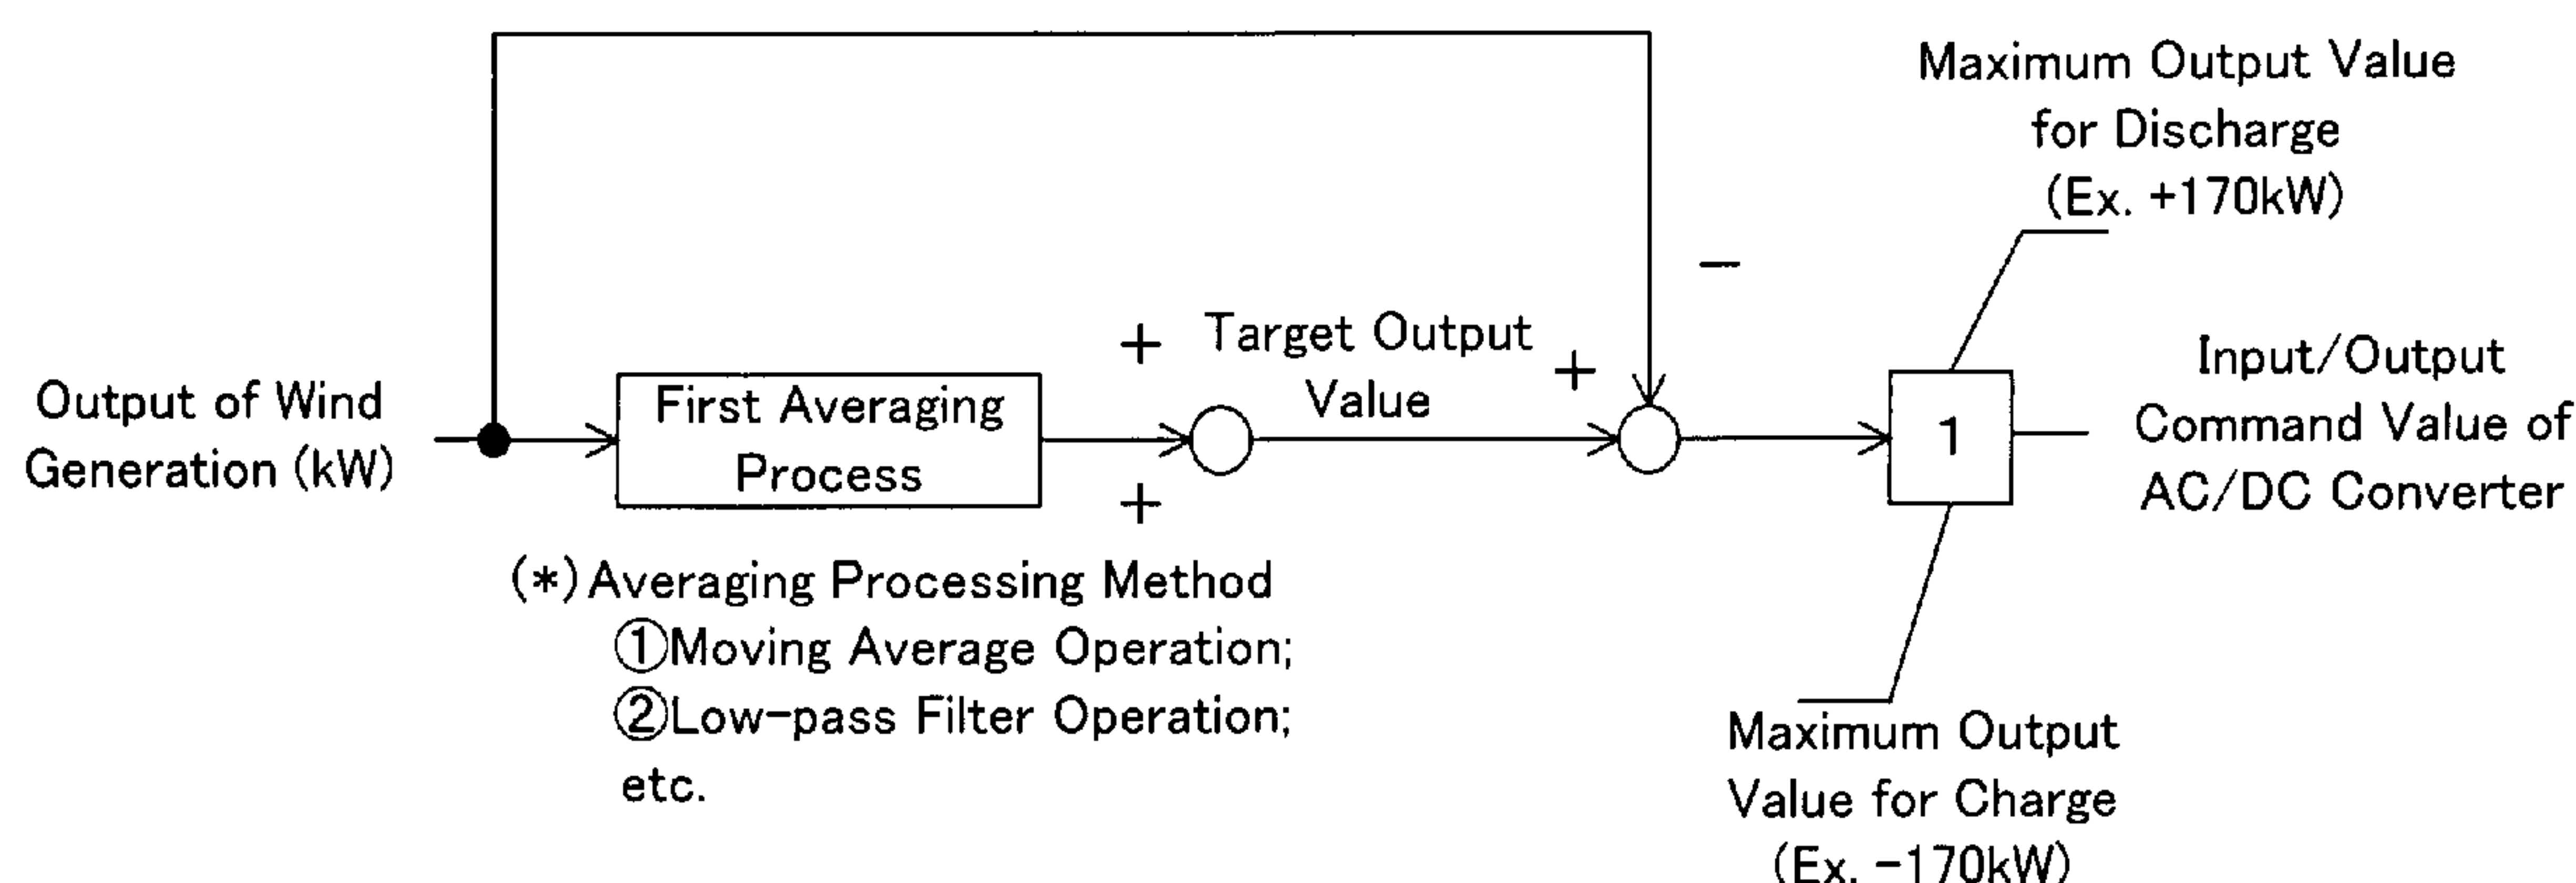 Output of Wind
Generation (kW)
First Averaging
Process
(*)Averaging Processing Method
①Moving Average Operation;
②Low-pass Filter Operation;
etc.
+
+
Target Output
Value
+
−
Maximum Output Value
for Discharge
(Ex. +170kW)
1
Input/Output
Command Value of
AC/DC Converter
Maximum Output
Value for Charge
(Ex. −170kW)